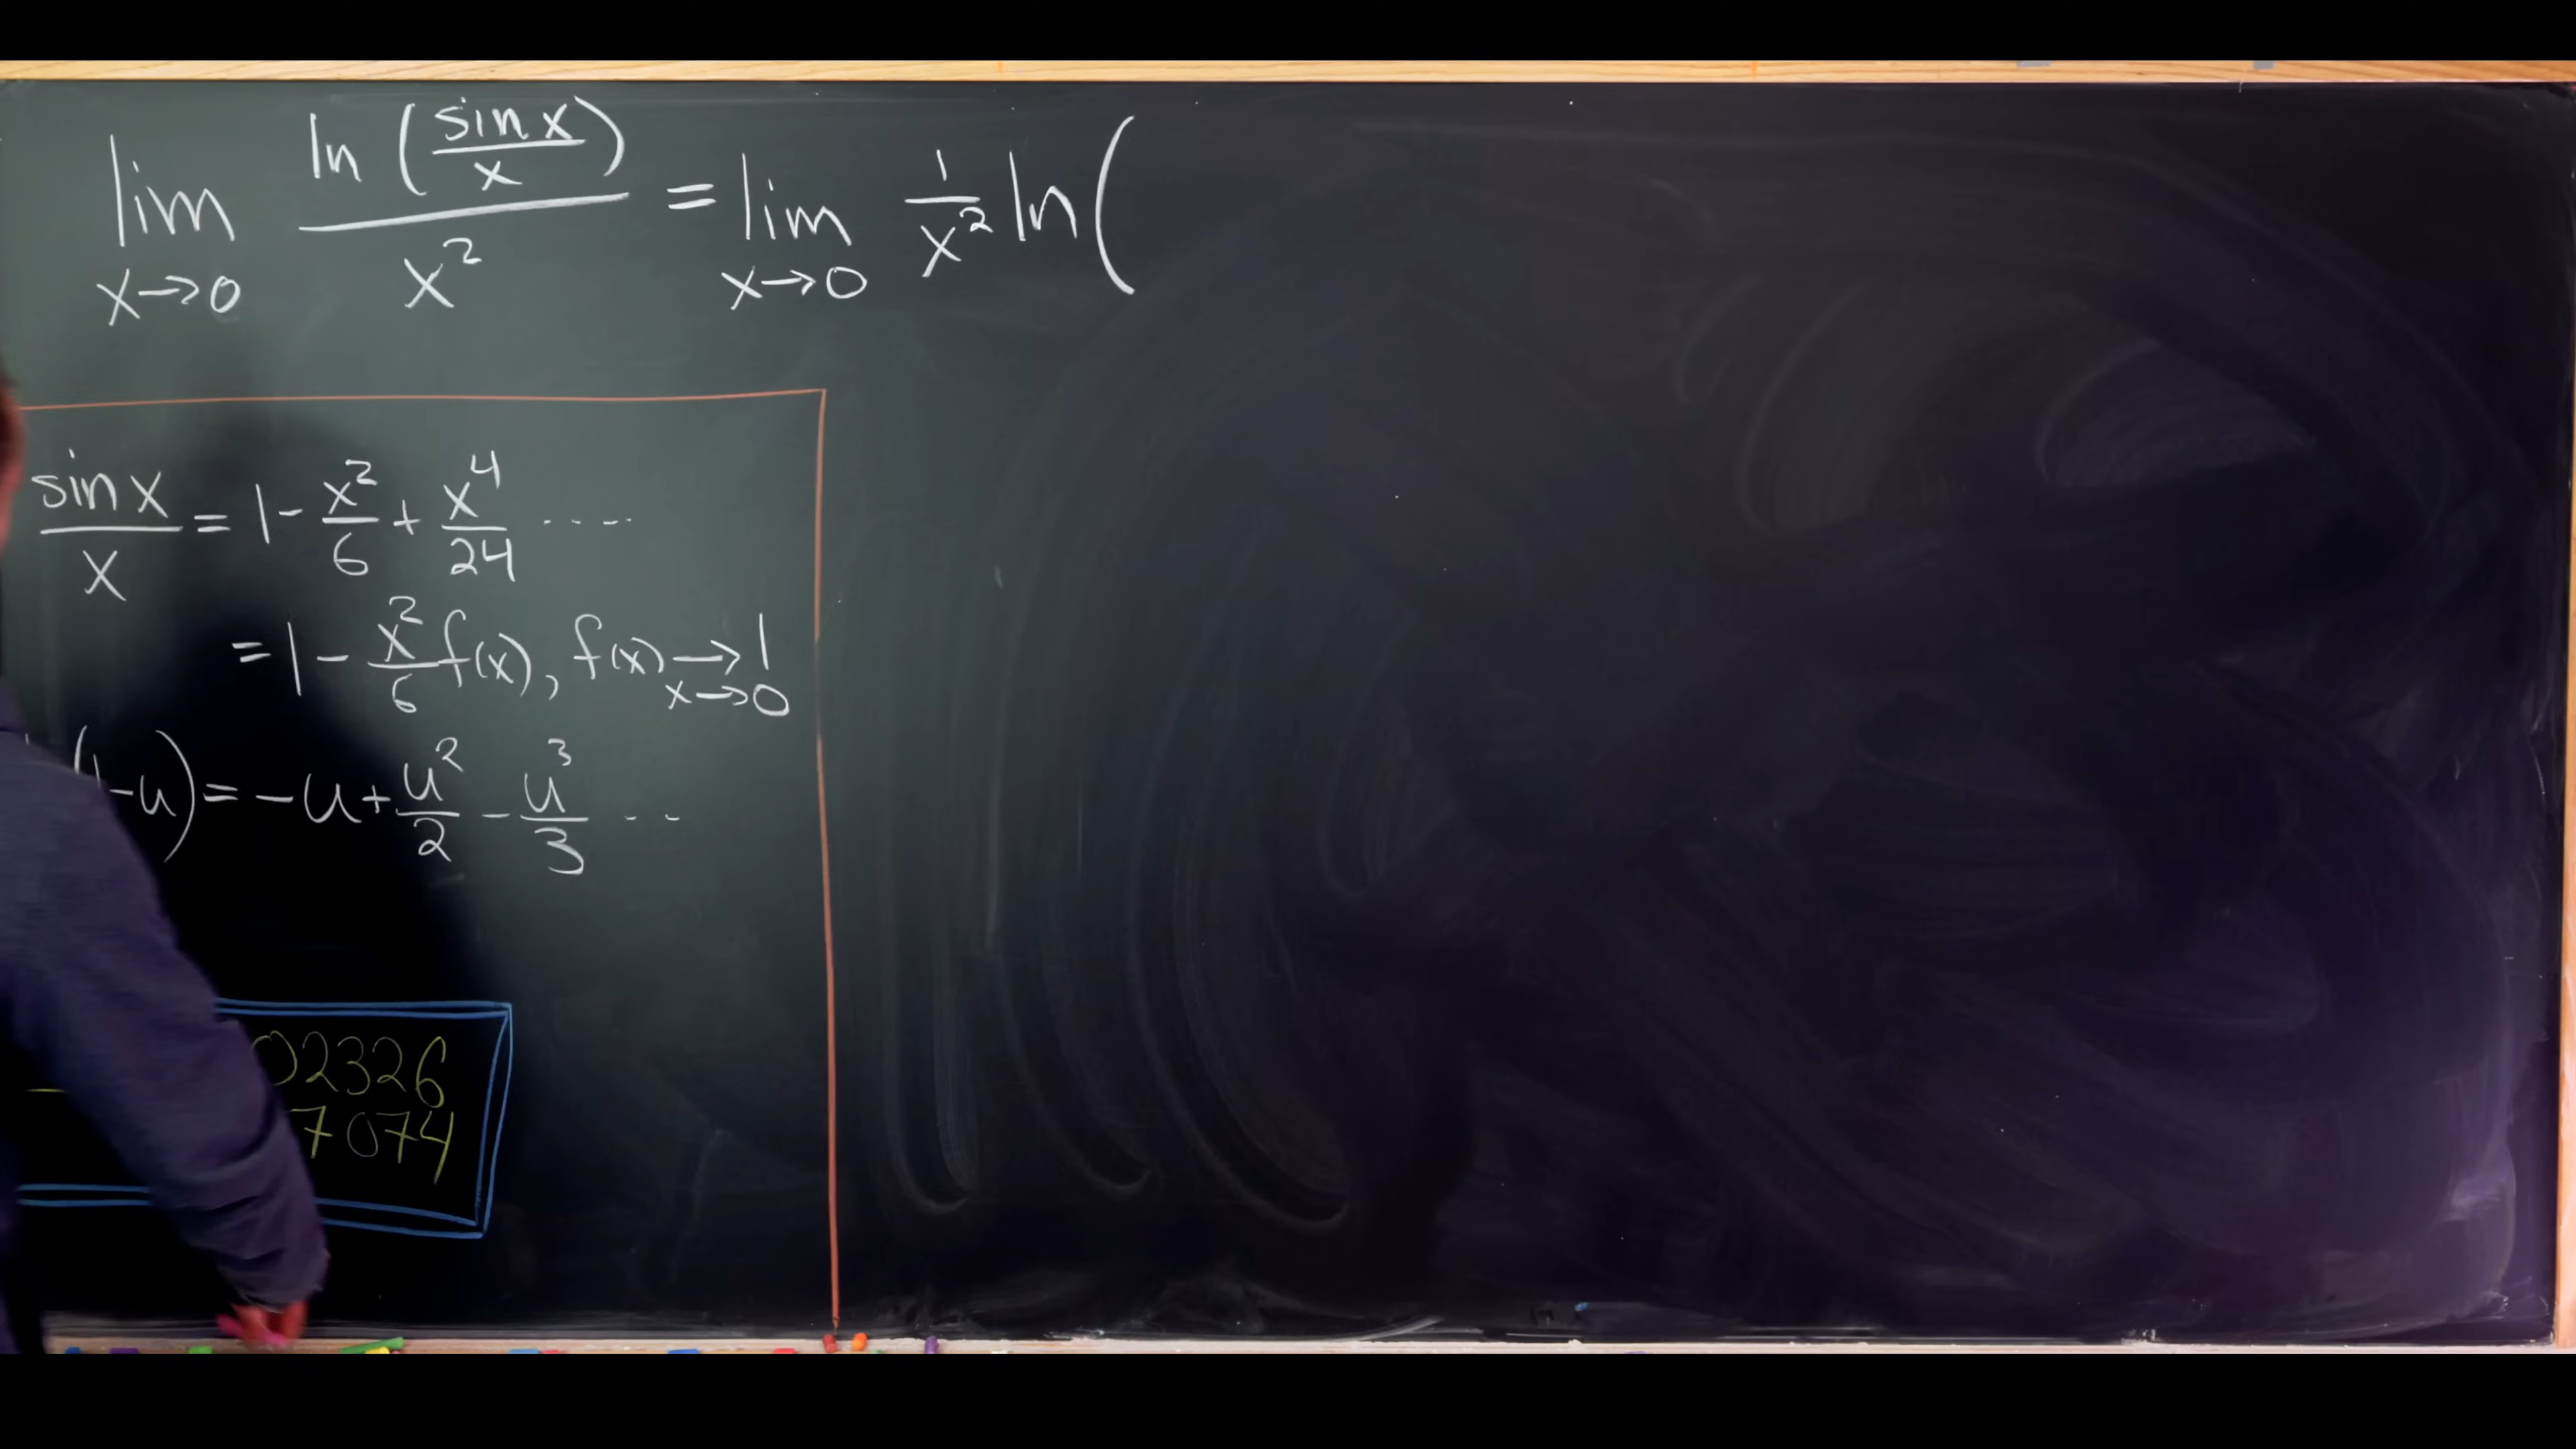 lim x→0 ln(sin x / x) / x² = lim x→0 1/x² ln(
sin x / x = 1 - x²/6 + x⁴/24 ....
= 1 - x²/6 f(x), f(x) → 1 x→0
(1-u) = -u + u²/2 - u³/3 ...
02326
7074